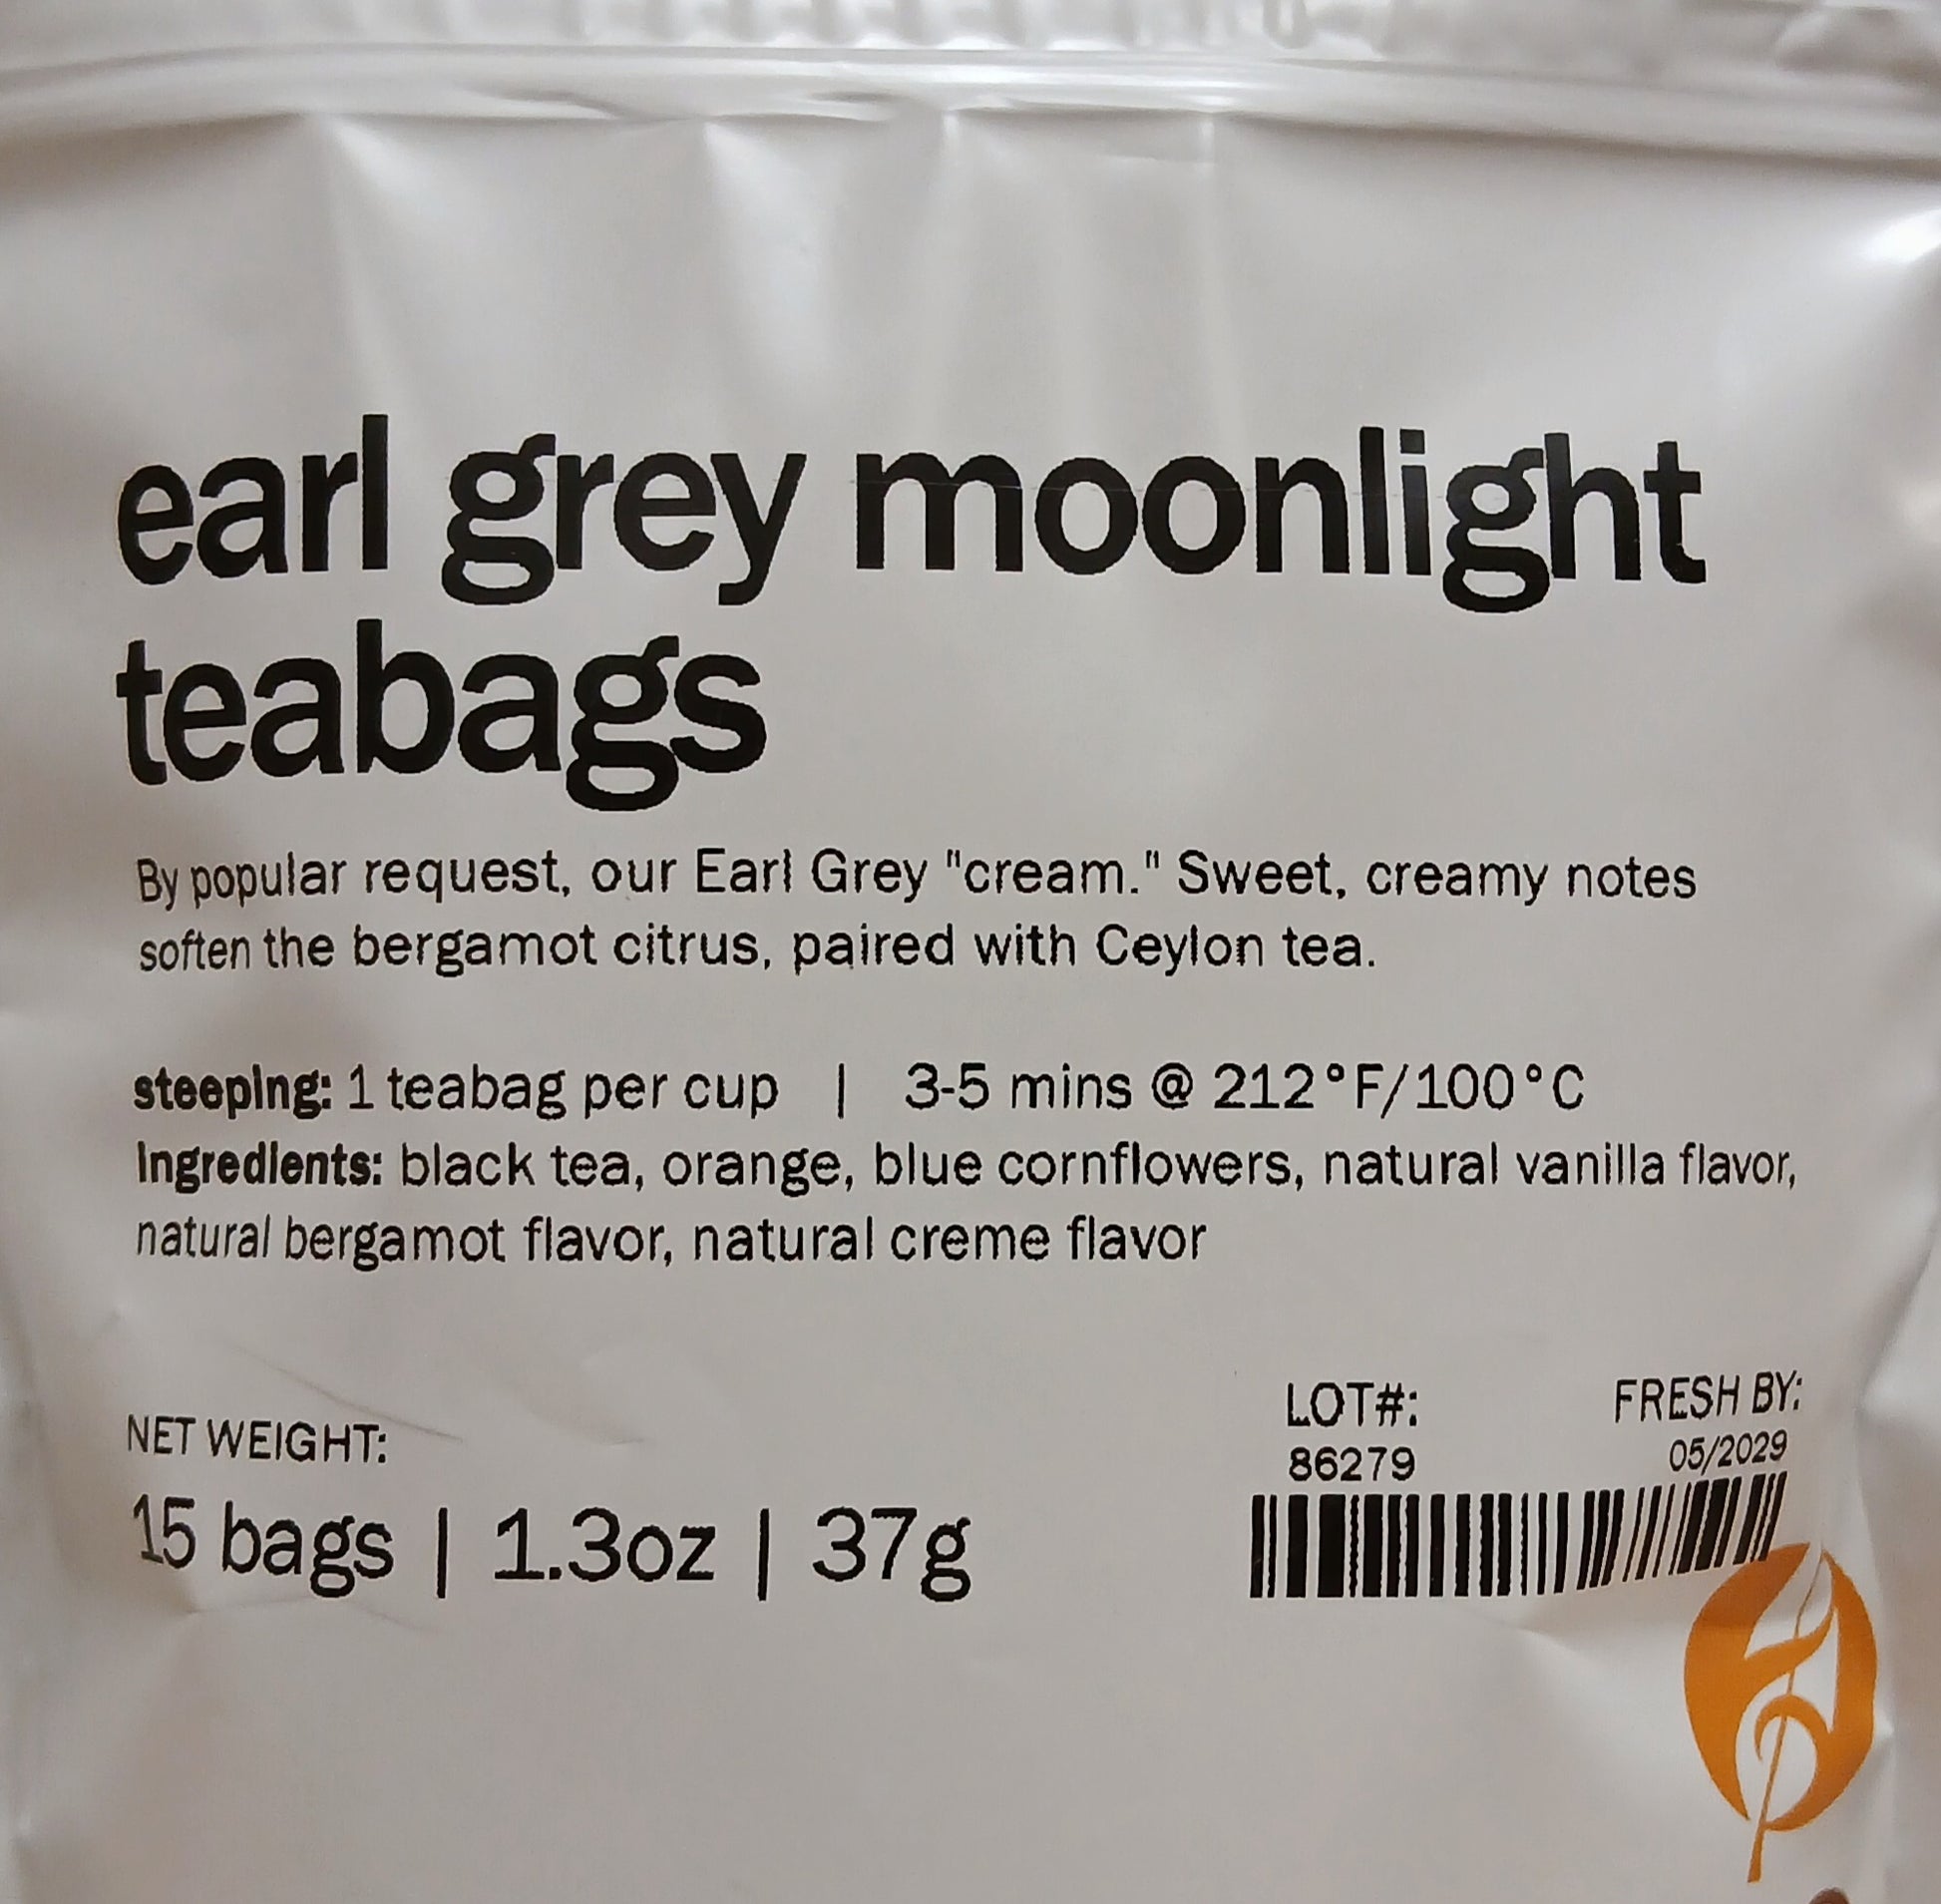 earl grey moonlight
teabags
By popular request, our Earl Grey "cream." Sweet, creamy notes
soften the bergamot citrus, paired with Ceylon tea.
steeping: 1 teabag per cup | 3-5 mins @ 212°F/100°C
Ingredients: black tea, orange, blue cornflowers, natural vanilla flavor,
natural bergamot flavor, natural creme flavor
NET WEIGHT:
15 bags | 1.3oz | 37g
LOT#:
86279
FRESH BY:
05/2029